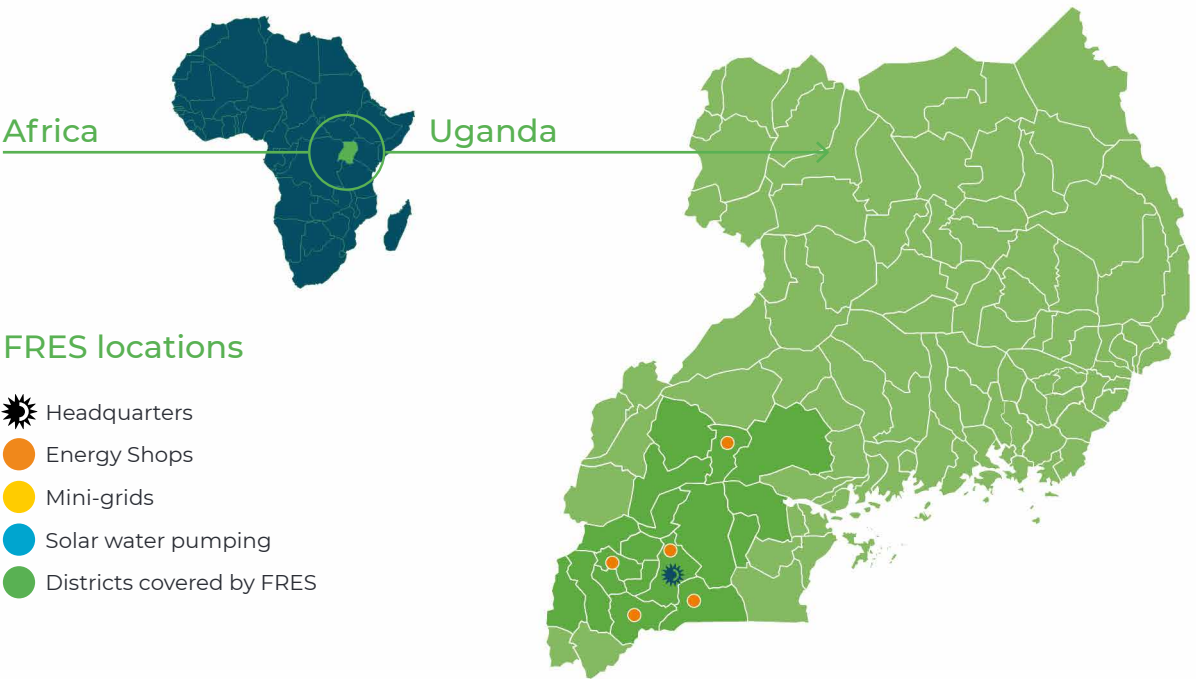 Africa
Uganda
FRES locations
Headquarters
Energy Shops
Mini-grids
Solar water pumping
Districts covered by FRES